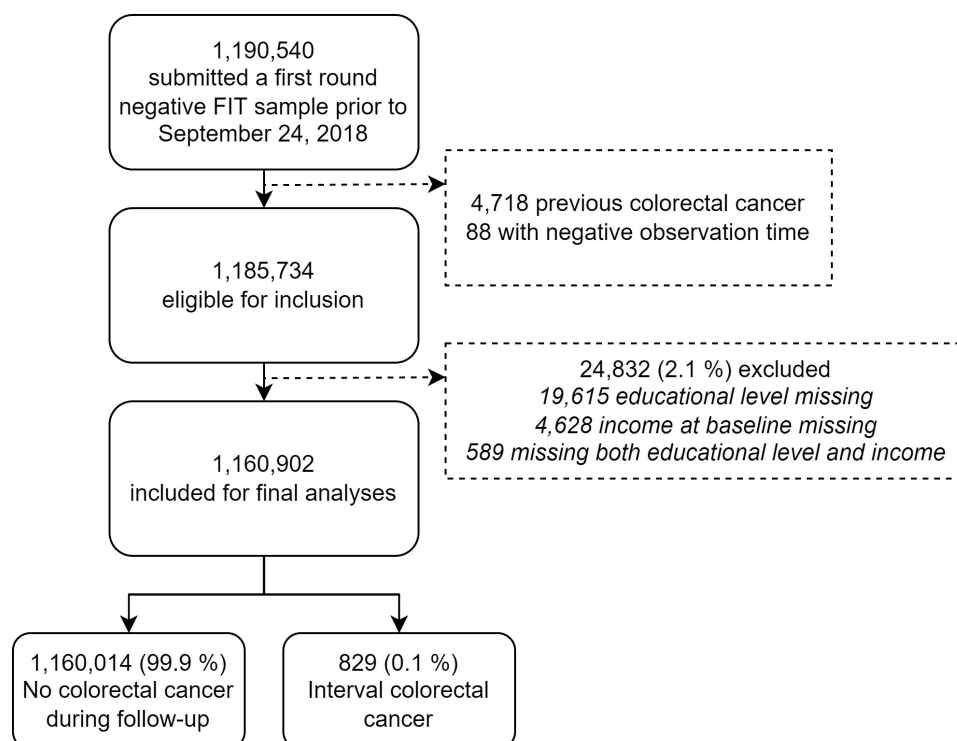 1,190,540
submitted a first round
negative FIT sample prior to
September 24, 2018
4,718 previous colorectal cancer
88 with negative observation time
1,185,734
eligible for inclusion
24,832 (2.1 %) excluded
19,615 educational level missing
4,628 income at baseline missing
589 missing both educational level and income
1,160,902
included for final analyses
1,160,014 (99.9 %)
No colorectal cancer
during follow-up
829 (0.1 %)
Interval colorectal
cancer